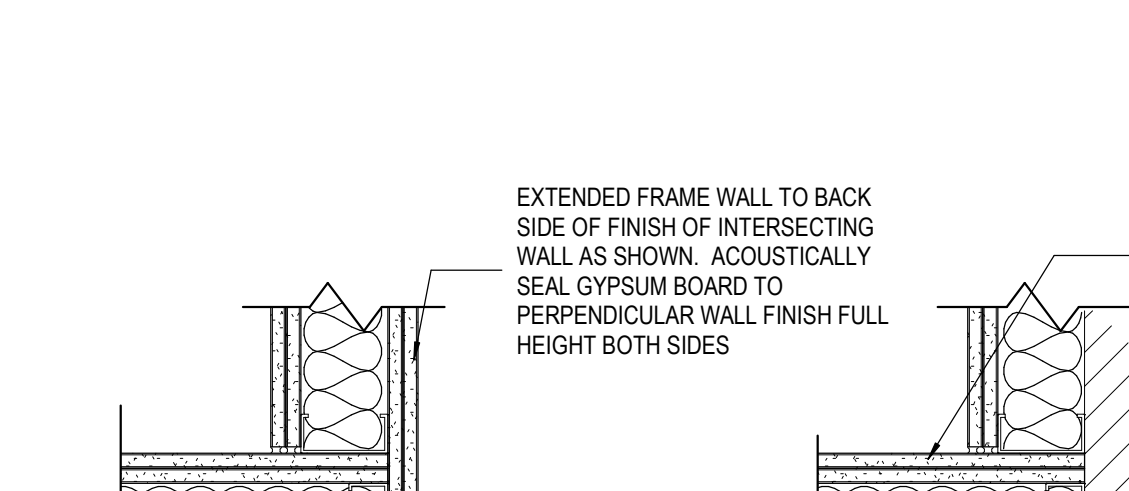 EXTENDED FRAME WALL TO BACK
SIDE OF FINISH OF INTERSECTING
WALL AS SHOWN.  ACOUSTICALLY
SEAL GYPSUM BOARD TO
PERPENDICULAR WALL FINISH FULL
HEIGHT BOTH SIDES